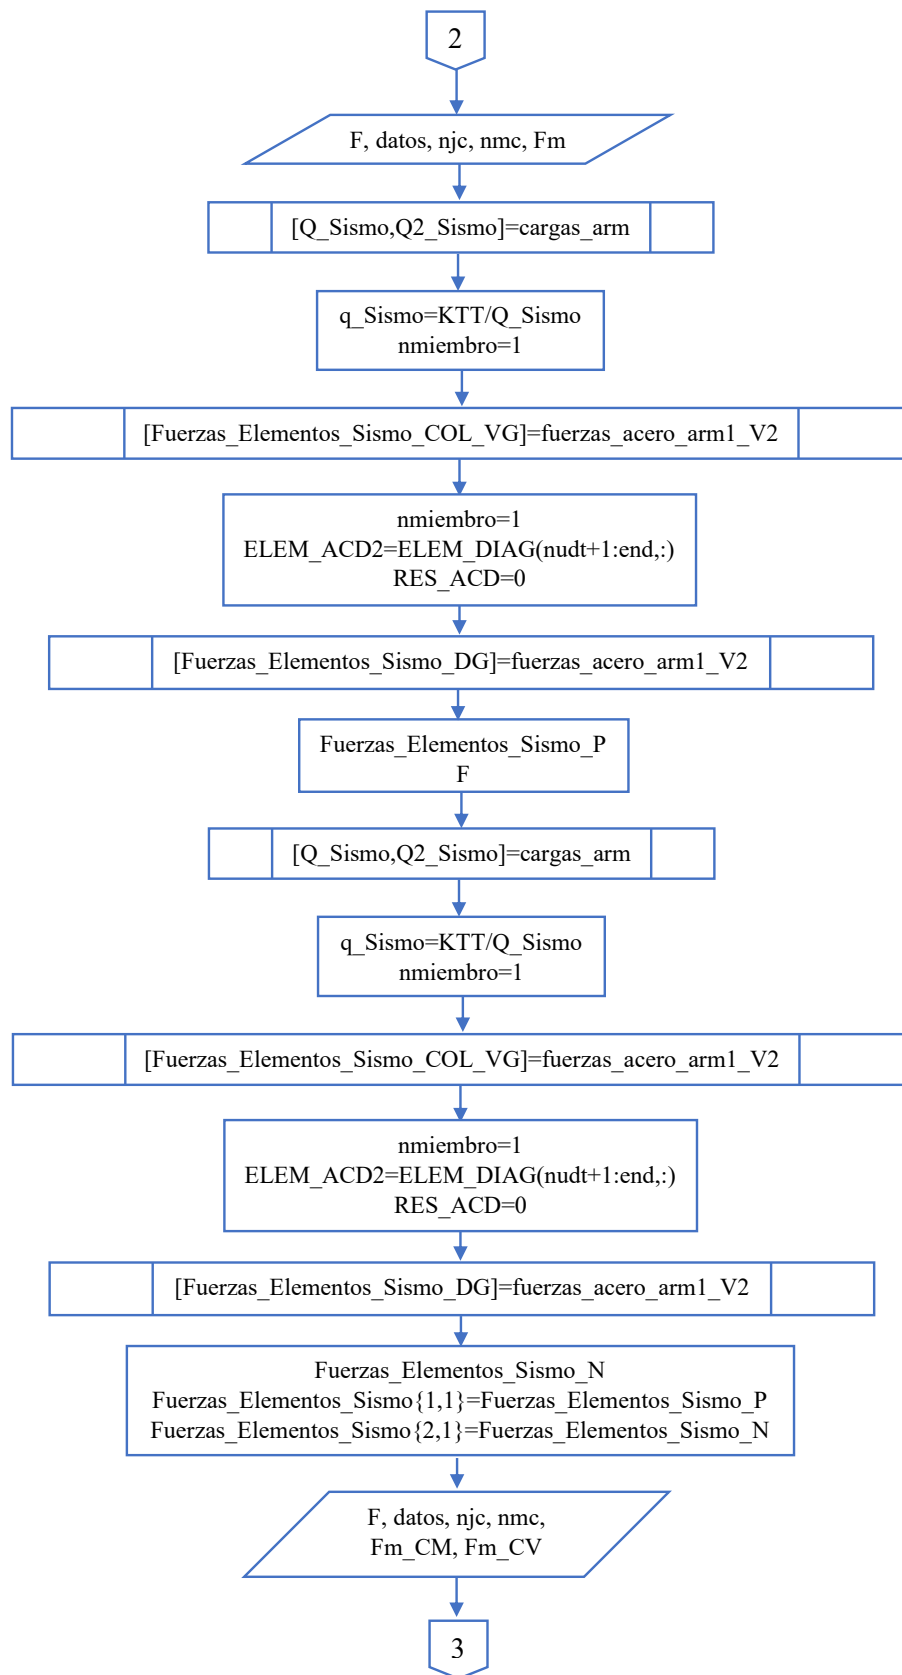 2
F, datos, njc, nmc, Fm
[Q_Sismo,Q2_Sismo]=cargas_arm
q_Sismo=KTT/Q_Sismo
nmiembro=1
[Fuerzas_Elementos_Sismo_COL_VG]=fuerzas_acero_arm1_V2
nmiembro=1
ELEM_ACD2=ELEM_DIAG(nudt+1:end,:)
RES_ACD=0
[Fuerzas_Elementos_Sismo_DG]=fuerzas_acero_arm1_V2
Fuerzas_Elementos_Sismo_P
F
[Q_Sismo,Q2_Sismo]=cargas_arm
q_Sismo=KTT/Q_Sismo
nmiembro=1
[Fuerzas_Elementos_Sismo_COL_VG]=fuerzas_acero_arm1_V2
nmiembro=1
ELEM_ACD2=ELEM_DIAG(nudt+1:end,:)
RES_ACD=0
[Fuerzas_Elementos_Sismo_DG]=fuerzas_acero_arm1_V2
Fuerzas_Elementos_Sismo_N
Fuerzas_Elementos_Sismo{1,1}=Fuerzas_Elementos_Sismo_P
Fuerzas_Elementos_Sismo{2,1}=Fuerzas_Elementos_Sismo_N
F, datos, njc, nmc,
Fm_CM, Fm_CV
3